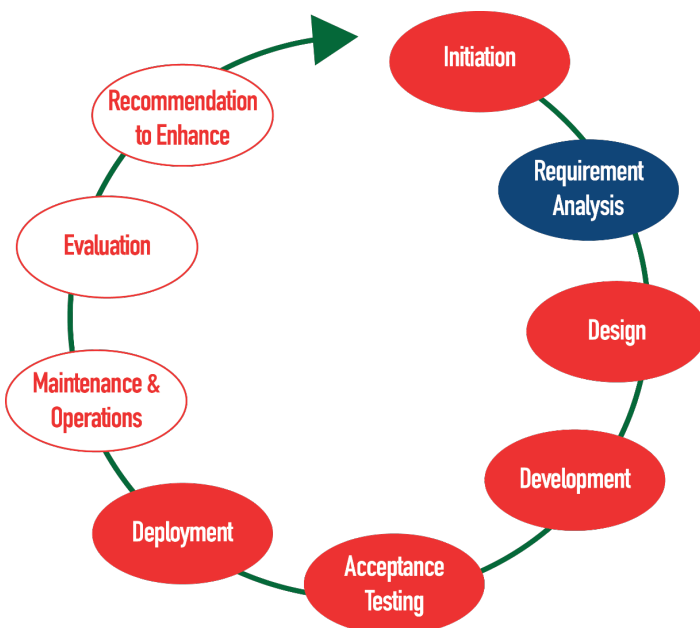 Initiation
Requirement
Analysis
Design
Development
Acceptance
Testing
Deployment
Maintenance &
Operations
Evaluation
Recommendation
to Enhance